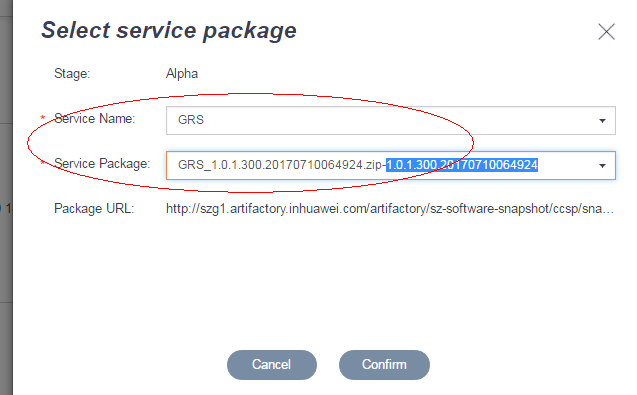 Select service package
Stage: Alpha
* Service Name: GRS
* Service Package: GRS_1.0.1.300.20170710064924.zip-1.0.1.300.20170710064924
Package URL: http://szg1.artifactory.inhuawei.com/artifactory/sz-software-snapshot/ccsp/sna...
Cancel Confirm